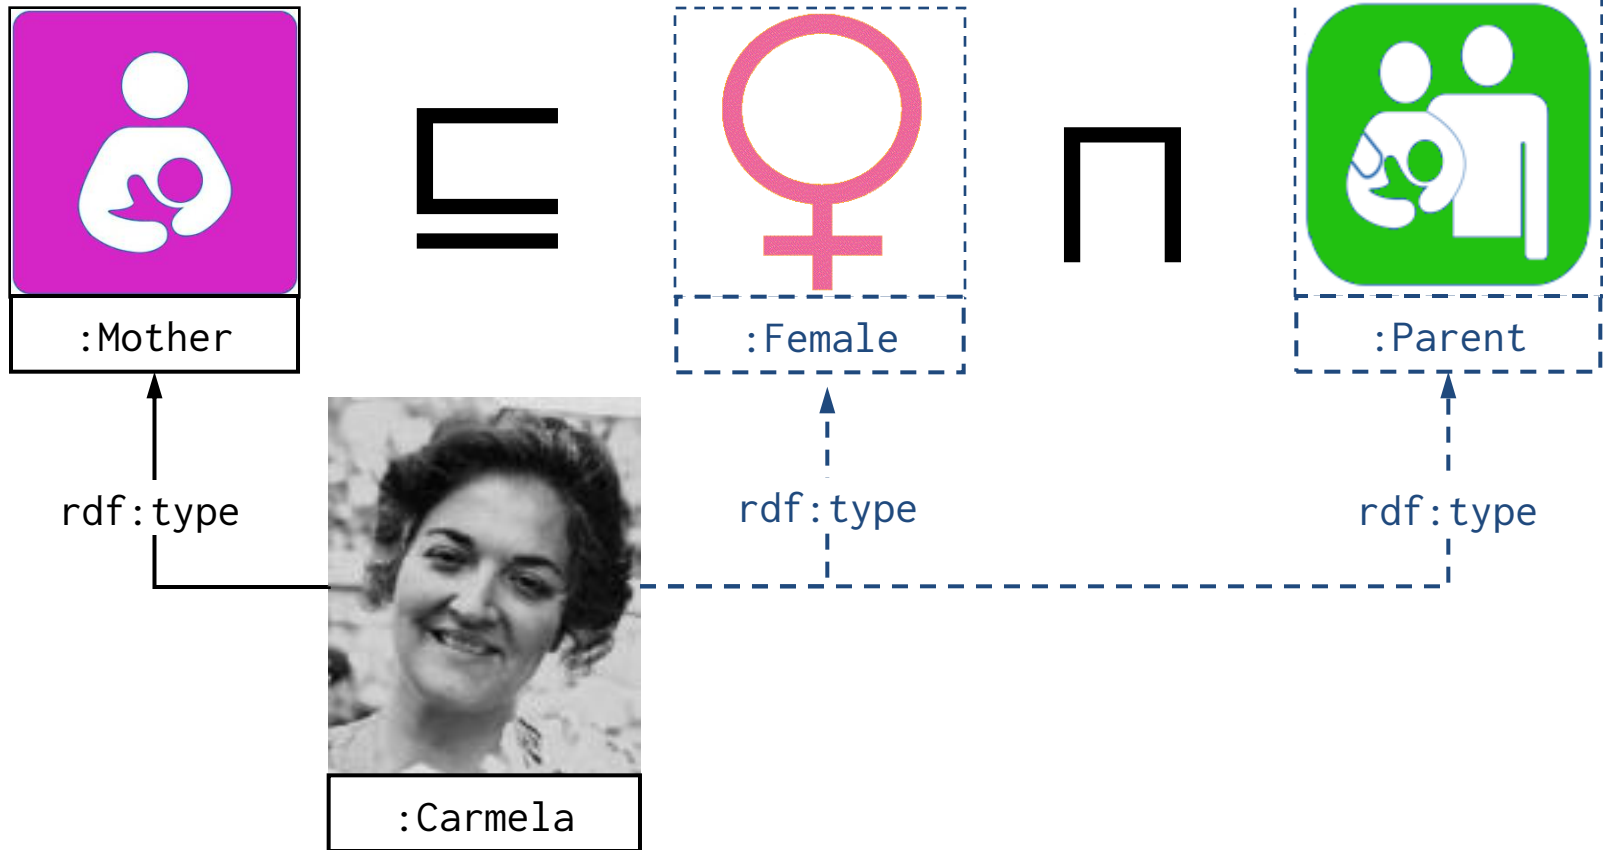 ⊑
⊓
:Mother
:Female
:Parent
rdf:type
rdf:type
rdf:type
:Carmela